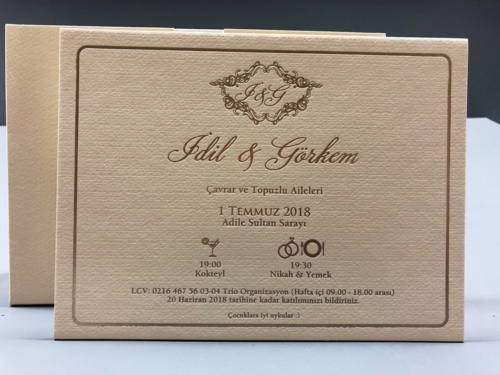 İ&G
İdil & Görkem
Çavrar ve Topuzlu Aileleri
1 TEMMUZ 2018
Adile Sultan Sarayı
19:00
Kokteyl
19:30
Nikah & Yemek
LCV: 0216 467 56 03-04 Trio Organizasyon (Hafta içi 09.00 - 18.00 arası)
20 Haziran 2018 tarihine kadar katılımınızı bildiriniz.
Çocuklara iyi uykular :)